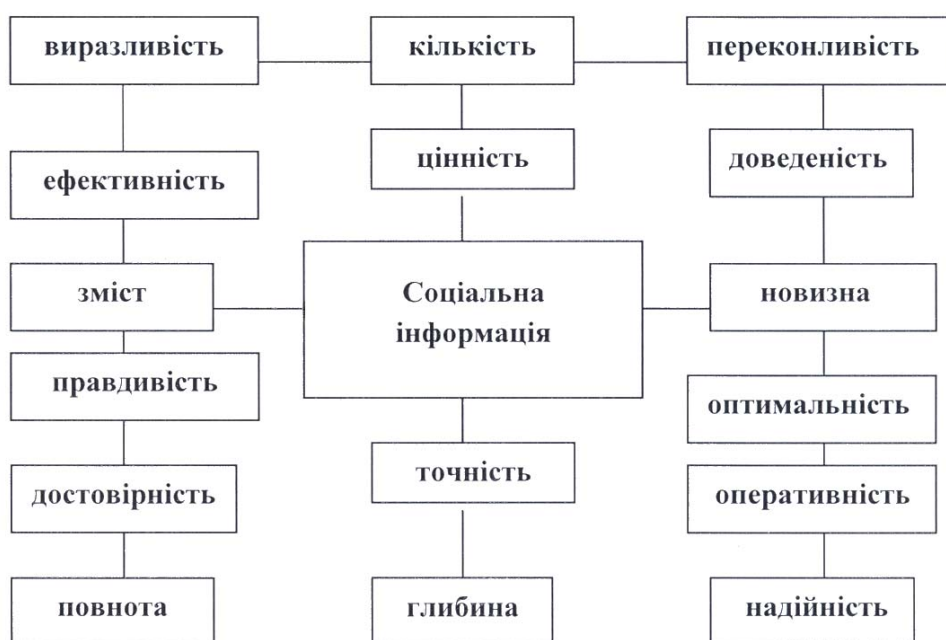 виразливість
кількість
переконливість
цінність
доведеність
ефективність
зміст
Соціальна
інформація
новизна
правдивість
оптимальність
точність
достовірність
оперативність
повнота
глибина
надійність